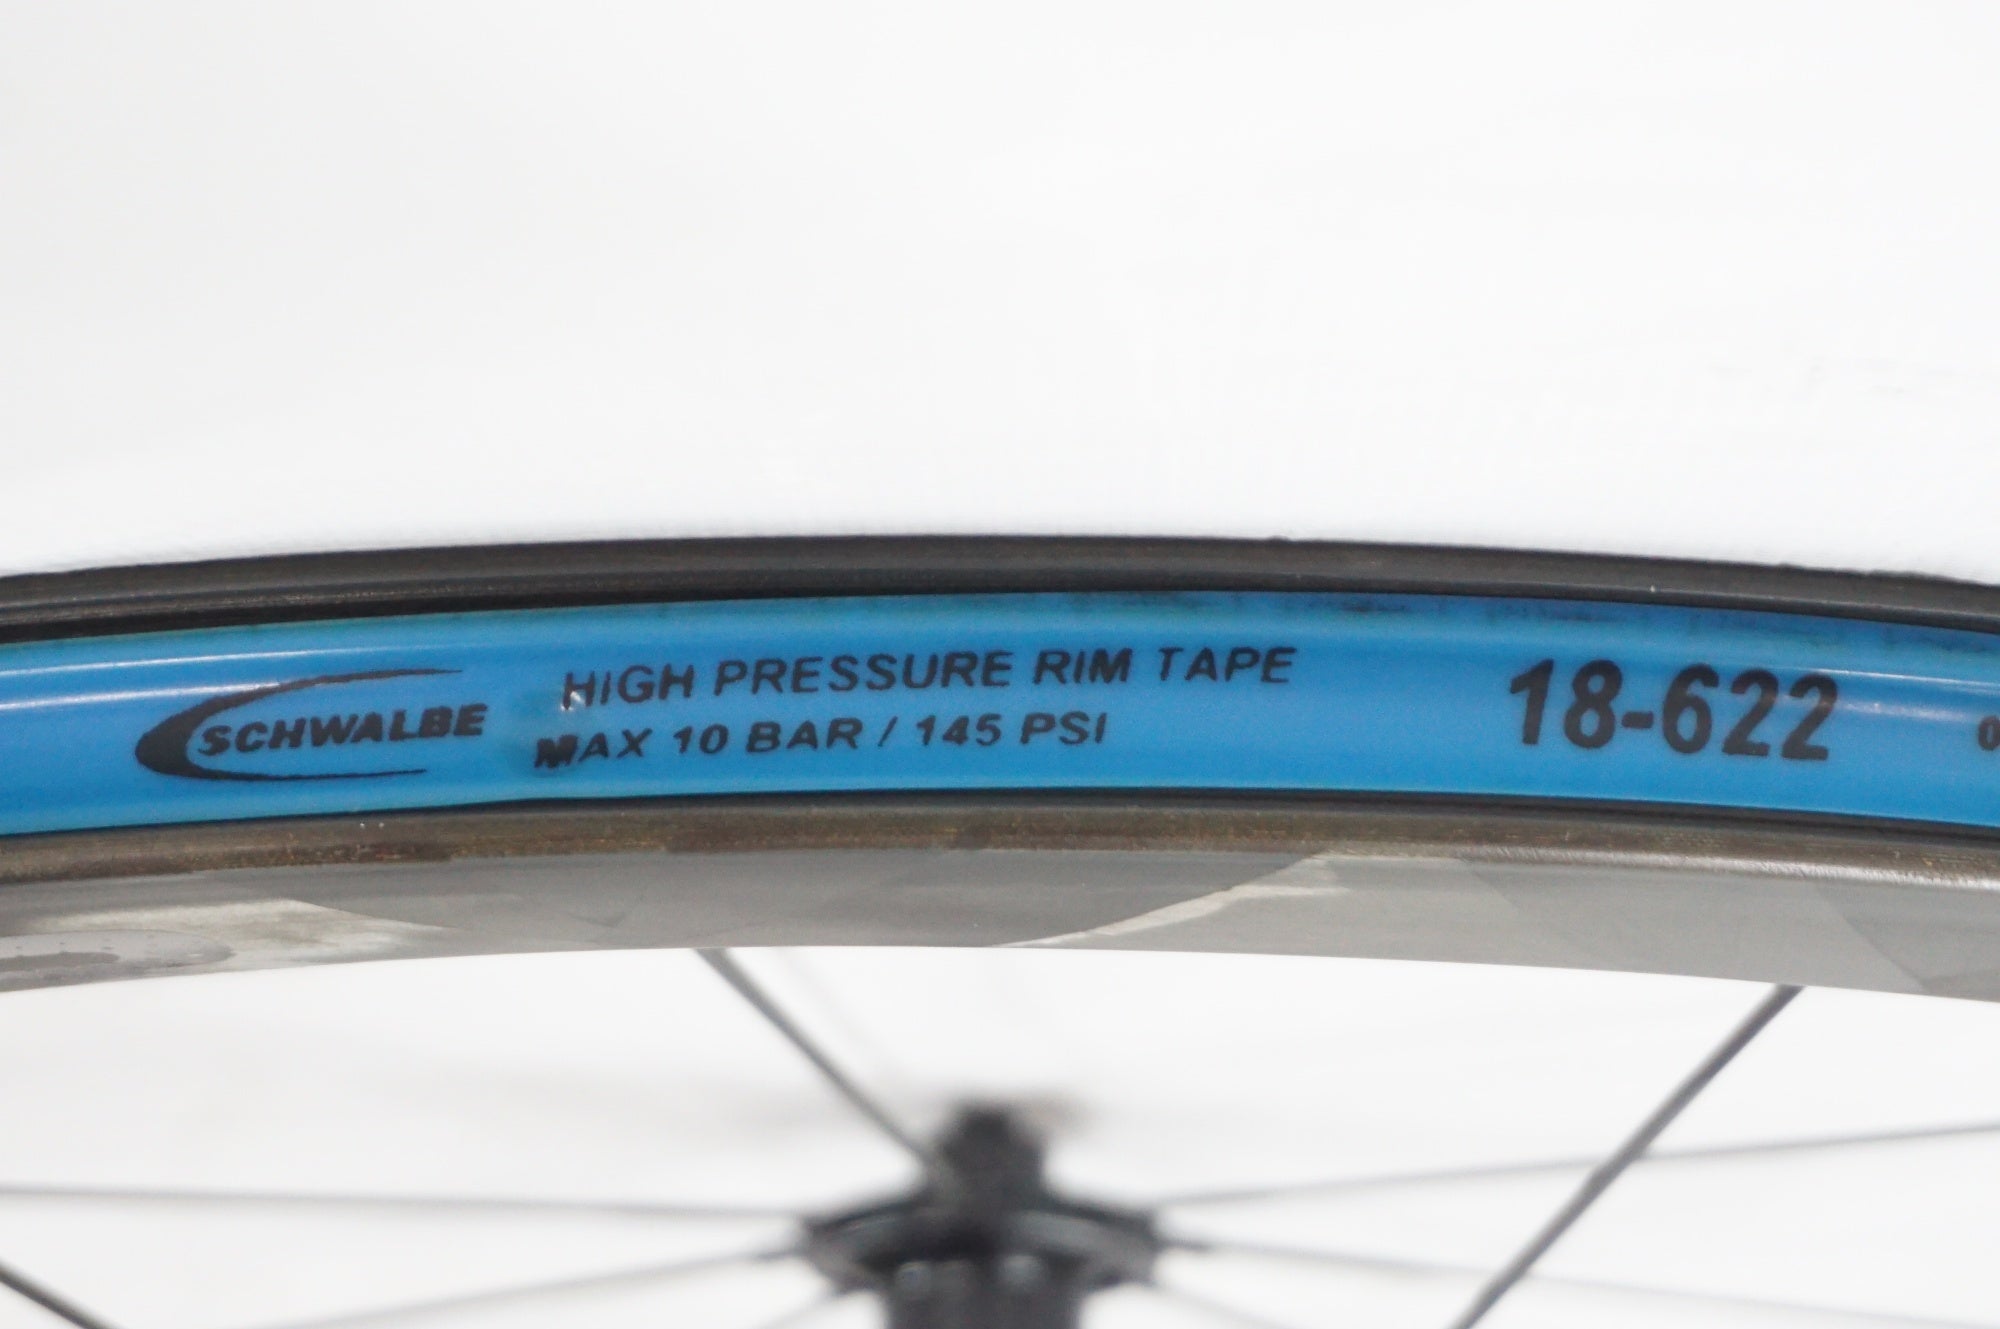 SCHWALBE
HIGH PRESSURE RIM TAPE
MAX 10 BAR / 145 PSI
18-622